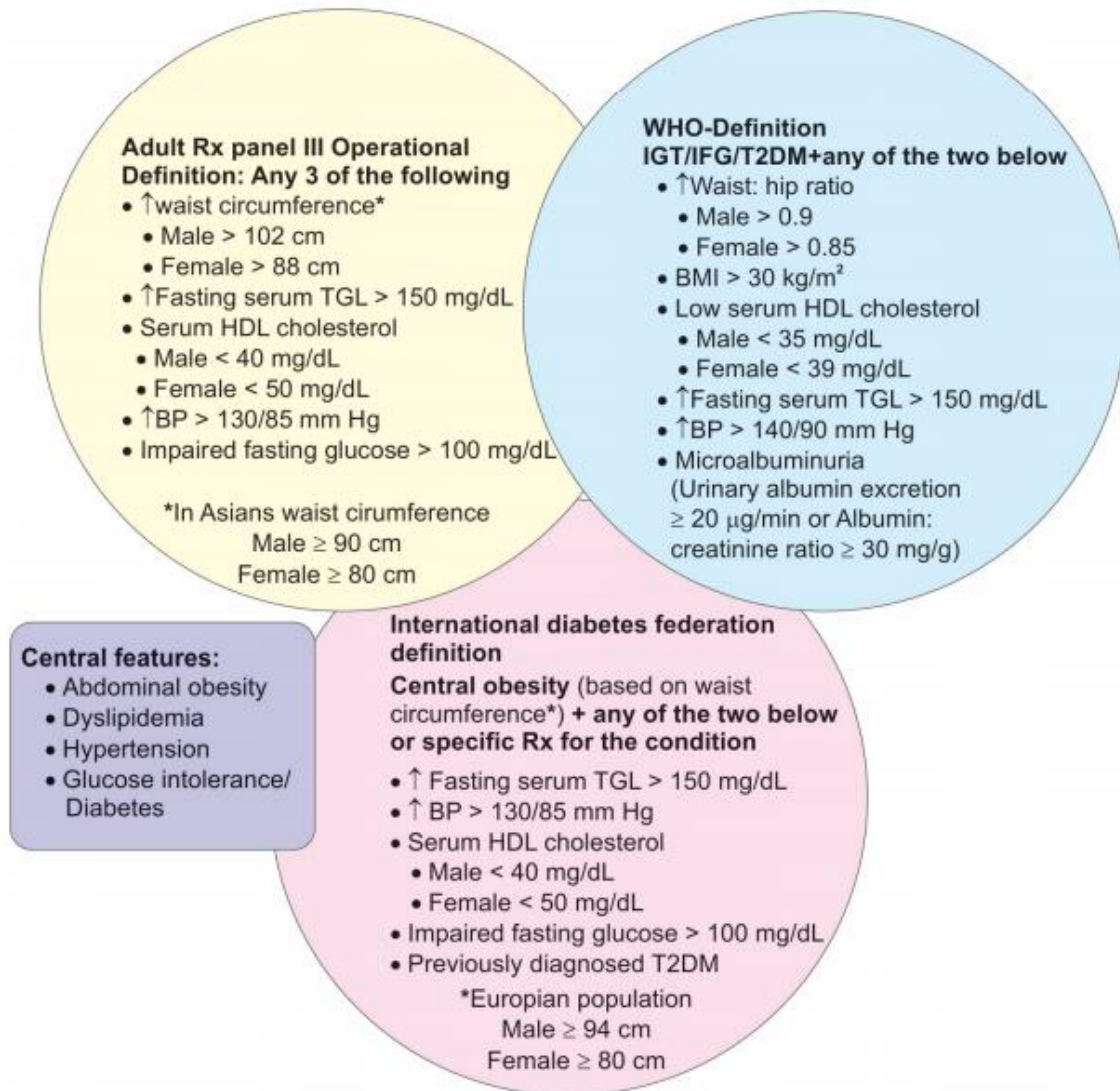 Adult Rx panel III Operational
Definition: Any 3 of the following
• ↑waist circumference*
• Male > 102 cm
• Female > 88 cm
• ↑Fasting serum TGL > 150 mg/dL
• Serum HDL cholesterol
• Male < 40 mg/dL
• Female < 50 mg/dL
• ↑BP > 130/85 mm Hg
• Impaired fasting glucose > 100 mg/dL
*In Asians waist cirumference
Male ≥ 90 cm
Female ≥ 80 cm
WHO-Definition
IGT/IFG/T2DM+any of the two below
• ↑Waist: hip ratio
• Male > 0.9
• Female > 0.85
• BMI > 30 kg/m²
• Low serum HDL cholesterol
• Male < 35 mg/dL
• Female < 39 mg/dL
• ↑Fasting serum TGL > 150 mg/dL
• ↑BP > 140/90 mm Hg
• Microalbuminuria
(Urinary albumin excretion
≥ 20 μg/min or Albumin:
creatinine ratio ≥ 30 mg/g)
Central features:
• Abdominal obesity
• Dyslipidemia
• Hypertension
• Glucose intolerance/
Diabetes
International diabetes federation
definition
Central obesity (based on waist
circumference*) + any of the two below
or specific Rx for the condition
• ↑ Fasting serum TGL > 150 mg/dL
• ↑ BP > 130/85 mm Hg
• Serum HDL cholesterol
• Male < 40 mg/dL
• Female < 50 mg/dL
• Impaired fasting glucose > 100 mg/dL
• Previously diagnosed T2DM
*Europian population
Male ≥ 94 cm
Female ≥ 80 cm